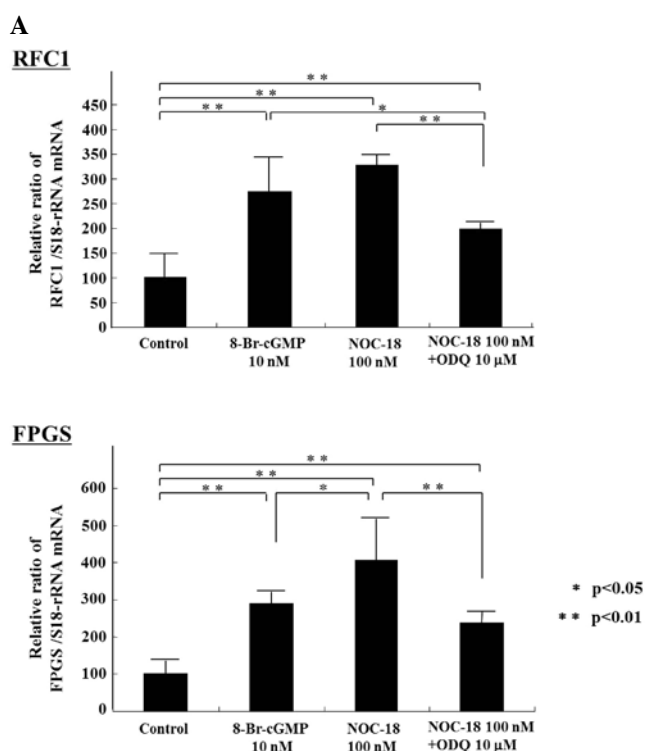 A
RFC1
Relative ratio of
RFC1 /S18-rRNA mRNA
450
400
350
300
250
200
150
100
50
0
* *
* *
* *
*
* *
Control
8-Br-cGMP
10 nM
NOC-18
100 nM
NOC-18 100 nM
+ODQ 10 μM
FPGS
Relative ratio of
FPGS /S18-rRNA mRNA
600
500
400
300
200
100
0
* *
* *
* *
*
* *
* p<0.05
* * p<0.01
Control
8-Br-cGMP
10 nM
NOC-18
100 nM
NOC-18 100 nM
+ODQ 10 μM